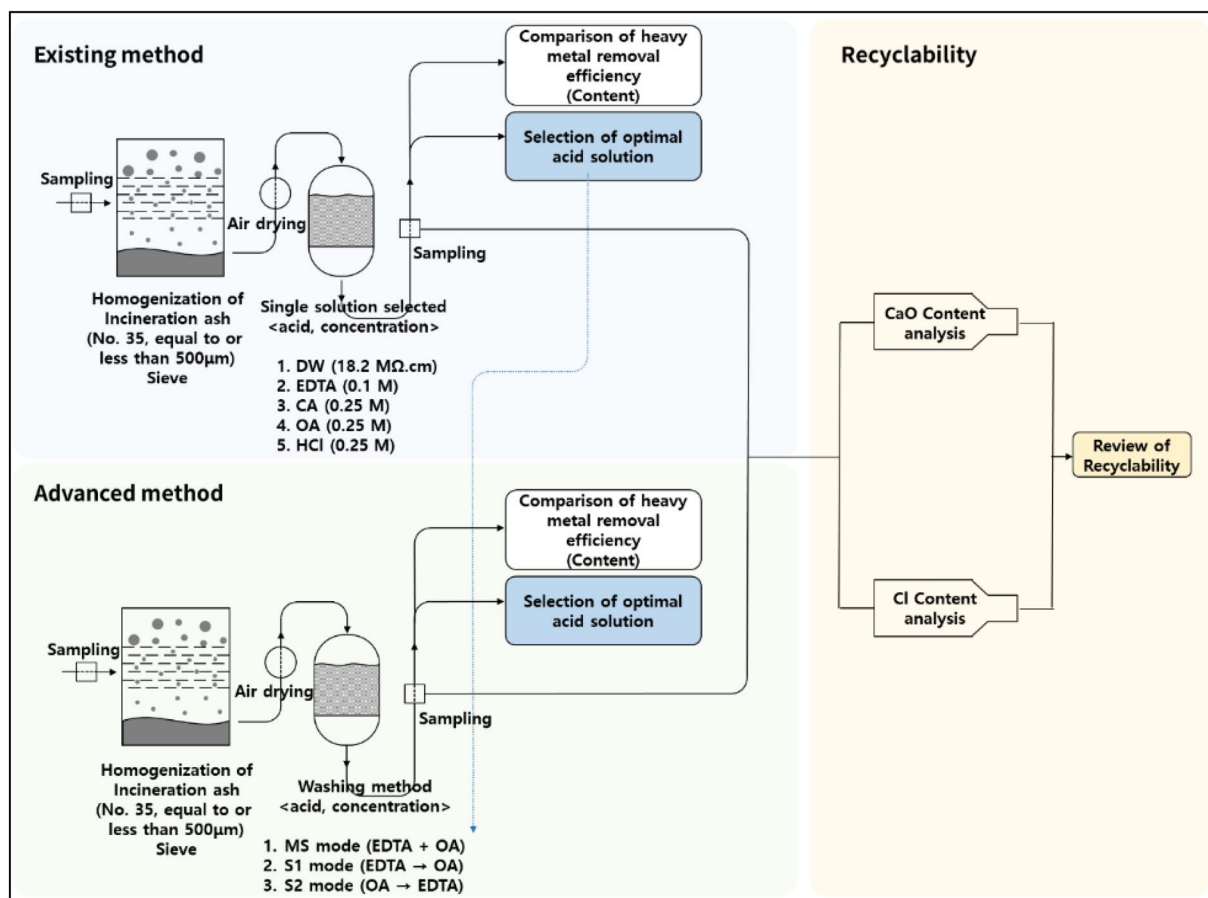 Existing method
Comparison of heavy
metal removal
efficiency
(Content)
Selection of optimal
acid solution
Sampling
Air drying
Sampling
Homogenization of
Incineration ash
(No. 35, equal to or
less than 500μm)
Sieve
Single solution selected
<acid, concentration>
1. DW (18.2 MΩ.cm)
2. EDTA (0.1 M)
3. CA (0.25 M)
4. OA (0.25 M)
5. HCl (0.25 M)
Advanced method
Comparison of heavy
metal removal
efficiency
(Content)
Selection of optimal
acid solution
Sampling
Air drying
Sampling
Homogenization of
Incineration ash
(No. 35, equal to or
less than 500μm)
Sieve
Washing method
<acid, concentration>
1. MS mode (EDTA + OA)
2. S1 mode (EDTA → OA)
3. S2 mode (OA → EDTA)
Recyclability
CaO Content
analysis
Review of
Recyclability
Cl Content
analysis